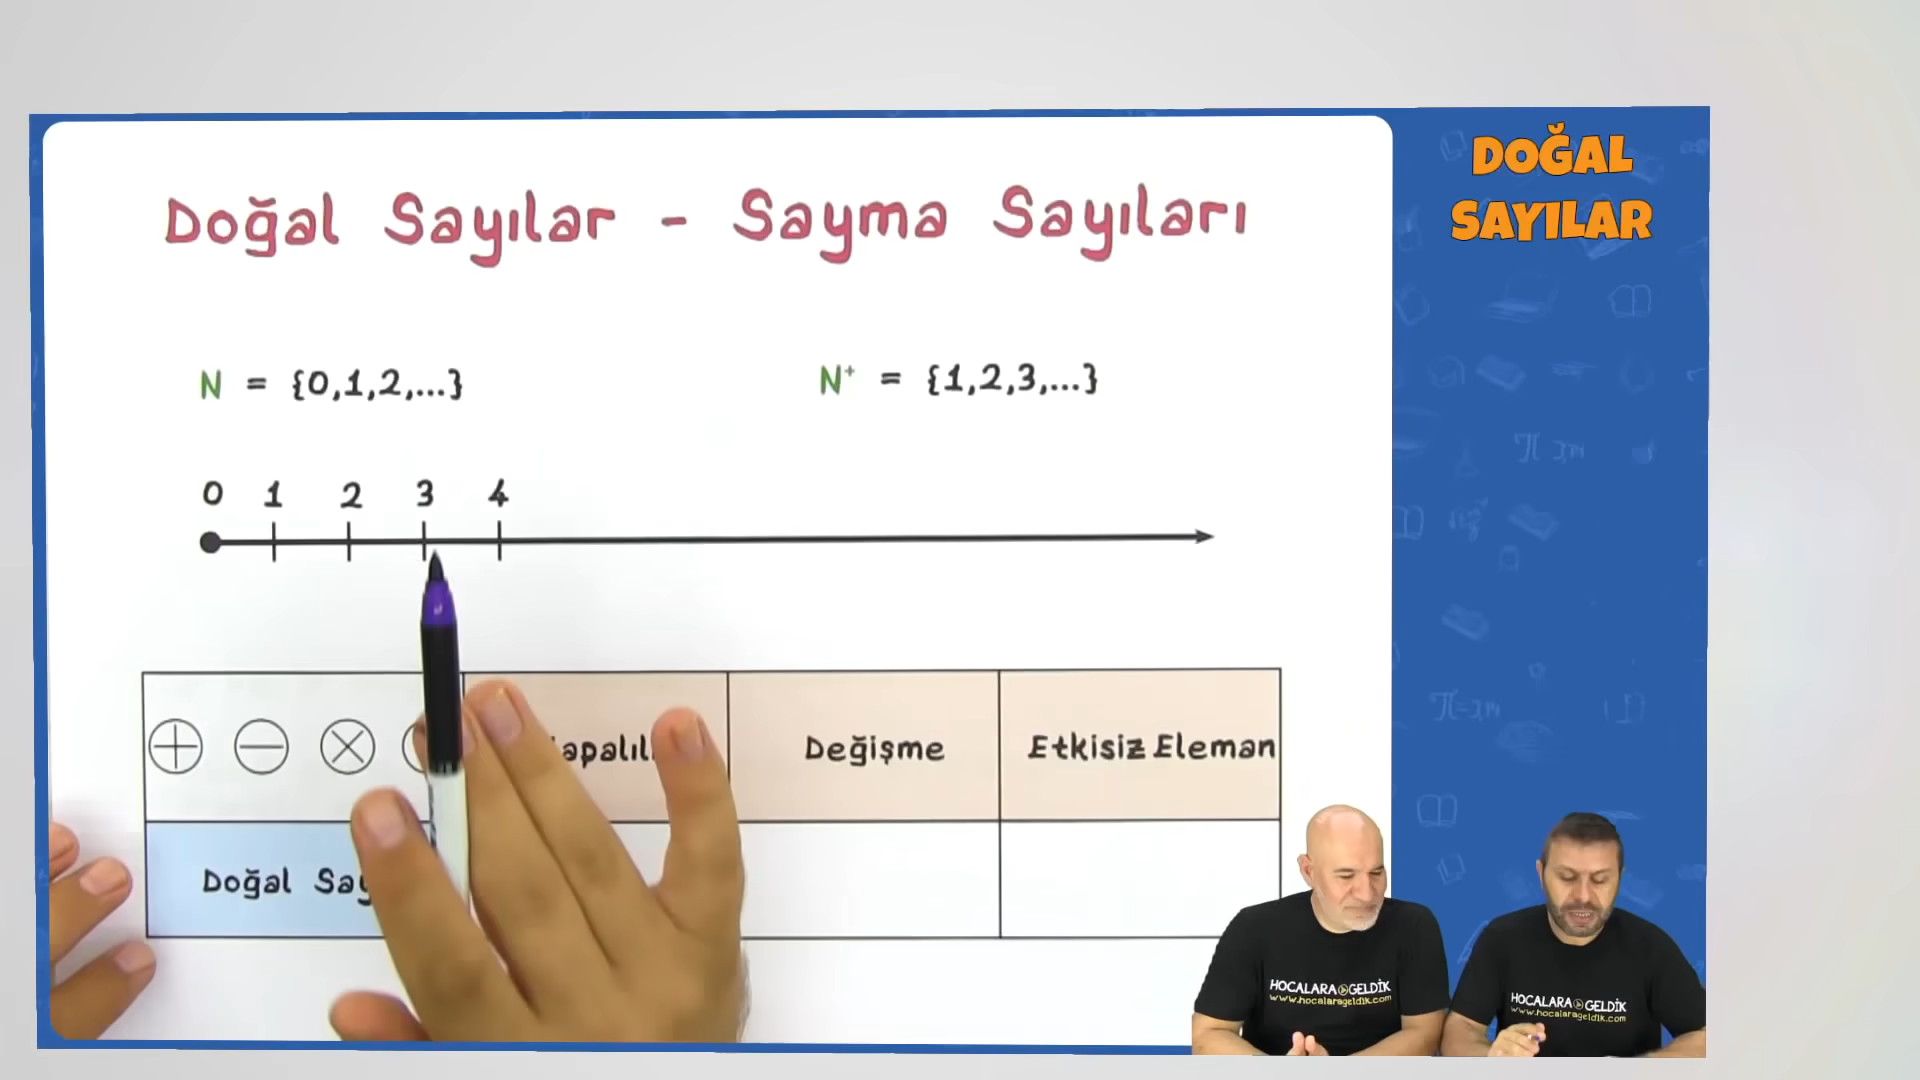 DOĞAL
SAYILAR
Doğal Sayılar - Sayma Sayıları
N = {0,1,2,...}
N⁺ = {1,2,3,...}
0 1 2 3 4
Değişme
Etkisiz Eleman
Doğal
HOCALARA GELDİK
www.hocalarageldik.com
HOCALARA GELDİK
www.hocalarageldik.com